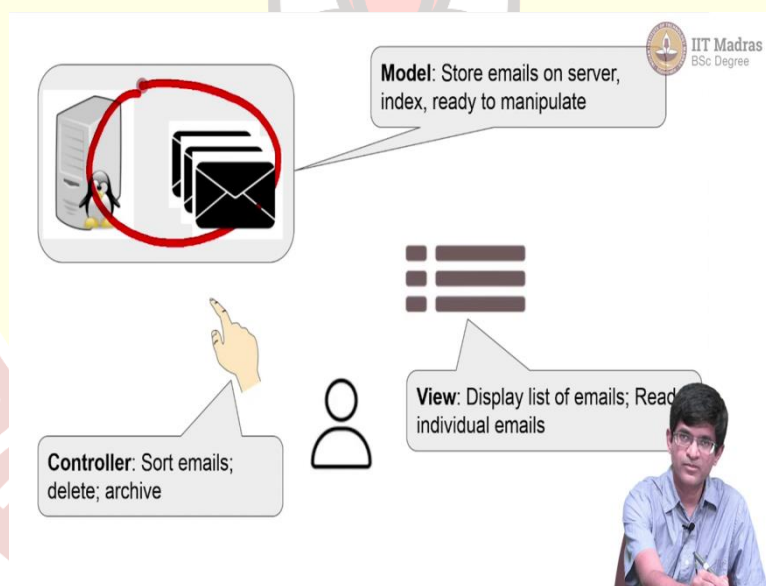 IIT Madras
BSc Degree
Model: Store emails on server,
index, ready to manipulate
View: Display list of emails; Read
individual emails
Controller: Sort emails;
delete; archive